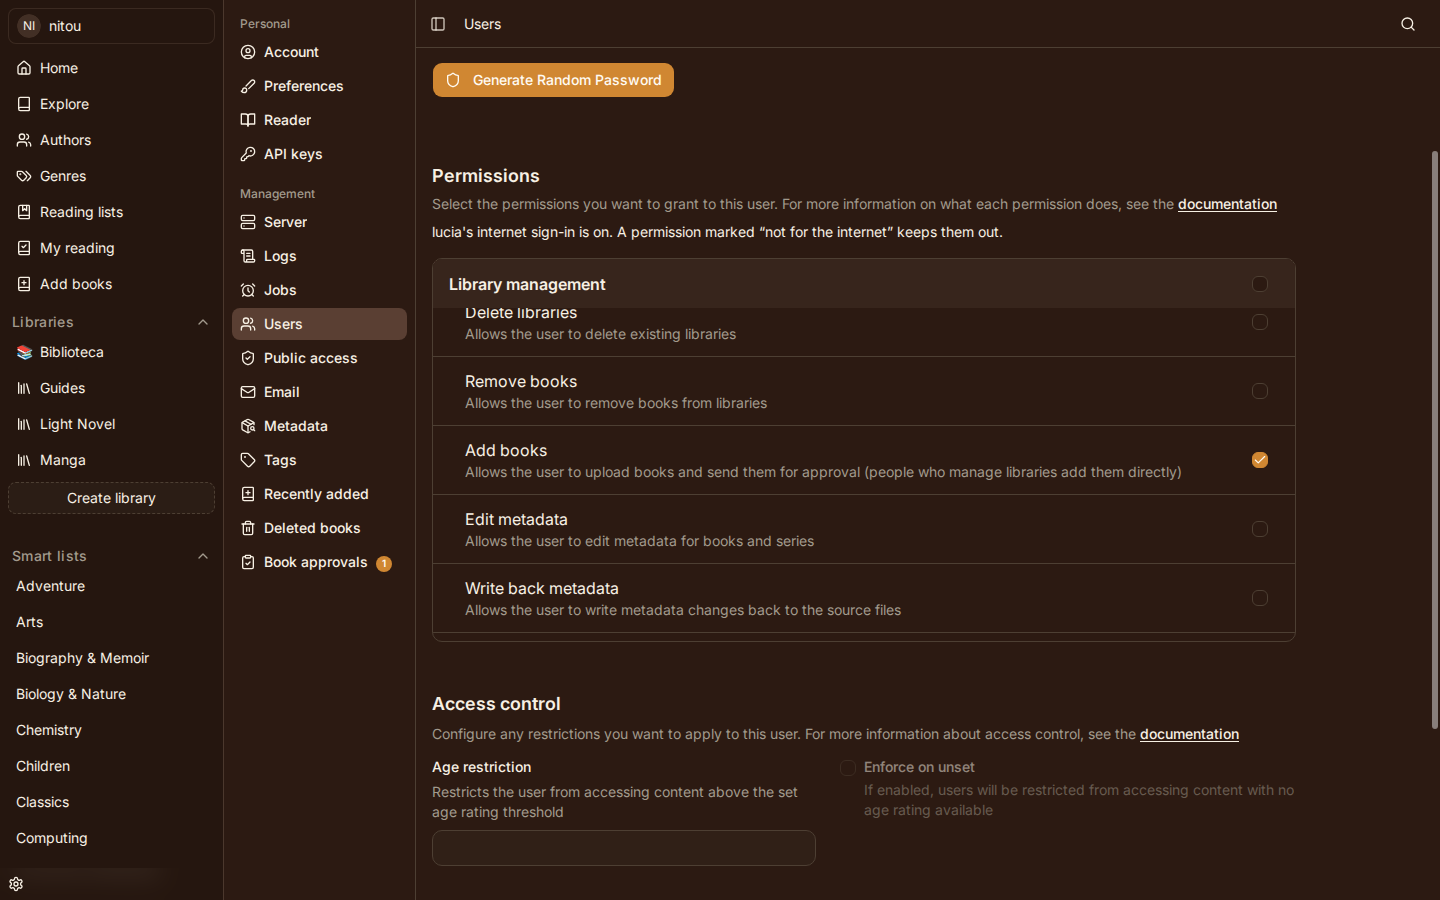 NI nitou
Home
Explore
Authors
Genres
Reading lists
My reading
Add books
Libraries
Biblioteca
Guides
Light Novel
Manga
Create library
Smart lists
Adventure
Arts
Biography & Memoir
Biology & Nature
Chemistry
Children
Classics
Computing
Personal
Account
Preferences
Reader
API keys
Management
Server
Logs
Jobs
Users
Public access
Email
Metadata
Tags
Recently added
Deleted books
Book approvals 1
Users
Generate Random Password
Permissions
Select the permissions you want to grant to this user. For more information on what each permission does, see the documentation
lucia's internet sign-in is on. A permission marked “not for the internet” keeps them out.
Library management
Delete libraries
Allows the user to delete existing libraries
Remove books
Allows the user to remove books from libraries
Add books
Allows the user to upload books and send them for approval (people who manage libraries add them directly)
Edit metadata
Allows the user to edit metadata for books and series
Write back metadata
Allows the user to write metadata changes back to the source files
Access control
Configure any restrictions you want to apply to this user. For more information about access control, see the documentation
Age restriction
Restricts the user from accessing content above the set
age rating threshold
Enforce on unset
If enabled, users will be restricted from accessing content with no
age rating available